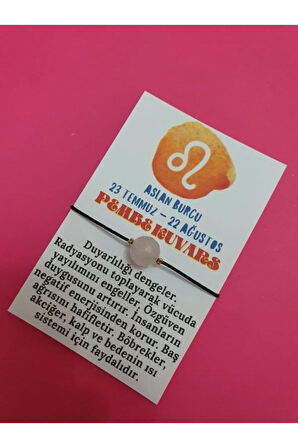 ASLAN BURCU
23 TEMMUZ - 22 AĞUSTOS
PEMBE KUVARS
Duyarlılığı dengeler.
Radyasyonu toplayarak vücuda
yayılımını engeller. Özgüven
duygusunu artırır. İnsanların
negatif enerjisinden korur. Baş
ağrısını hafifletir. Böbrekler,
akciğer, kalp ve bedenin ısı
sistemi için faydalıdır.